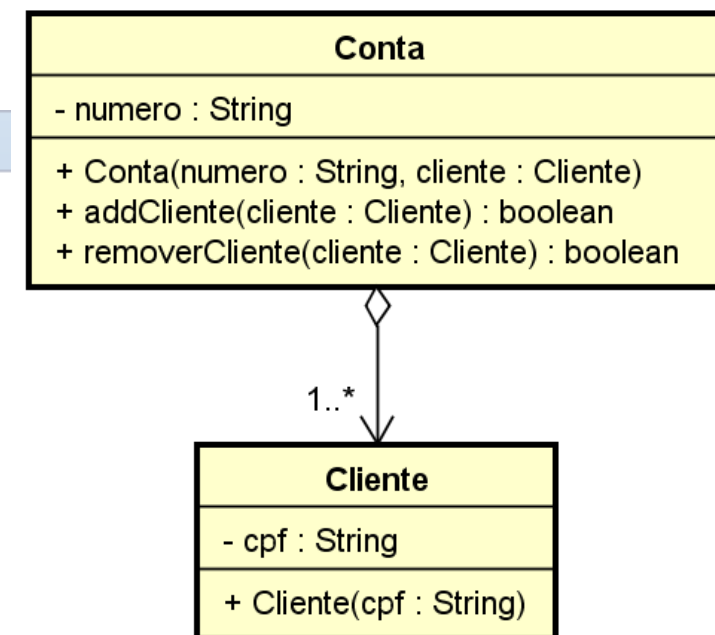 Conta
- numero : String
+ Conta(numero : String, cliente : Cliente)
+ addCliente(cliente : Cliente) : boolean
+ removerCliente(cliente : Cliente) : boolean
1..*
Cliente
- cpf : String
+ Cliente(cpf : String)